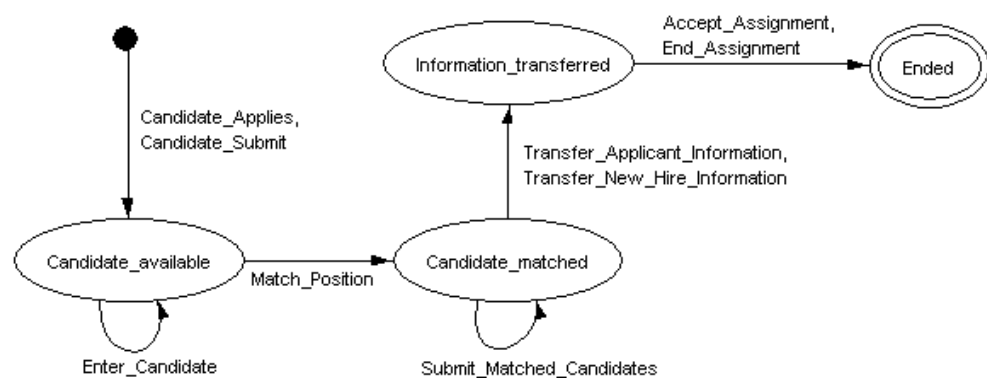 Accept_Assignment,
End_Assignment
Information_transferred
Ended
Candidate_Applies,
Candidate_Submit
Transfer_Applicant_Information,
Transfer_New_Hire_Information
Candidate_available
Match_Position
Candidate_matched
Enter_Candidate
Submit_Matched_Candidates